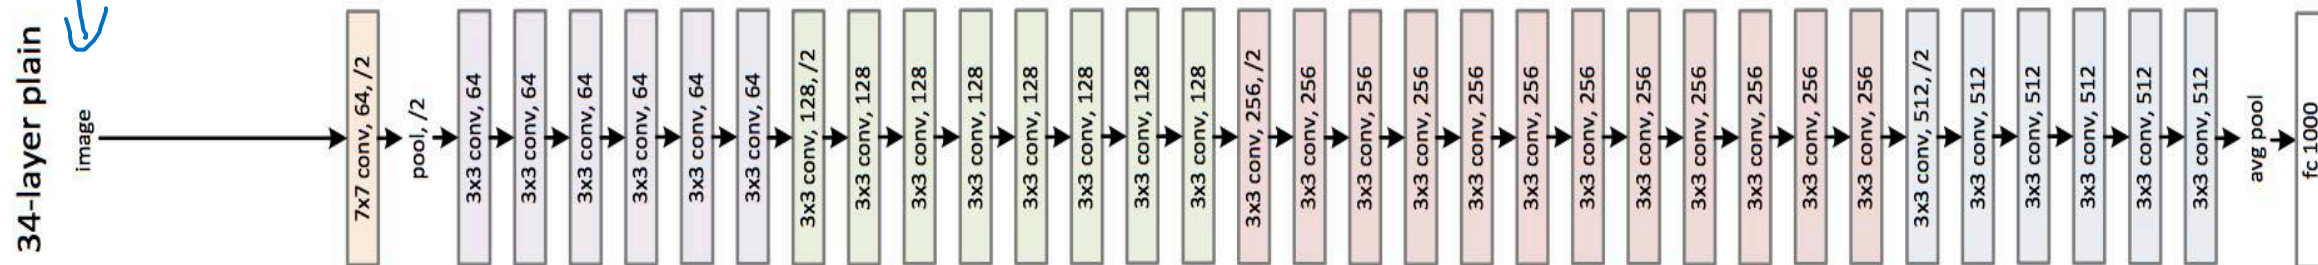 34-layer plain
image
7x7 conv, 64, /2
pool, /2
3x3 conv, 64
3x3 conv, 64
3x3 conv, 64
3x3 conv, 64
3x3 conv, 64
3x3 conv, 64
3x3 conv, 128, /2
3x3 conv, 128
3x3 conv, 128
3x3 conv, 128
3x3 conv, 128
3x3 conv, 128
3x3 conv, 128
3x3 conv, 128
3x3 conv, 256, /2
3x3 conv, 256
3x3 conv, 256
3x3 conv, 256
3x3 conv, 256
3x3 conv, 256
3x3 conv, 256
3x3 conv, 256
3x3 conv, 256
3x3 conv, 256
3x3 conv, 256
3x3 conv, 256
3x3 conv, 512, /2
3x3 conv, 512
3x3 conv, 512
3x3 conv, 512
3x3 conv, 512
3x3 conv, 512
avg pool
fc 1000